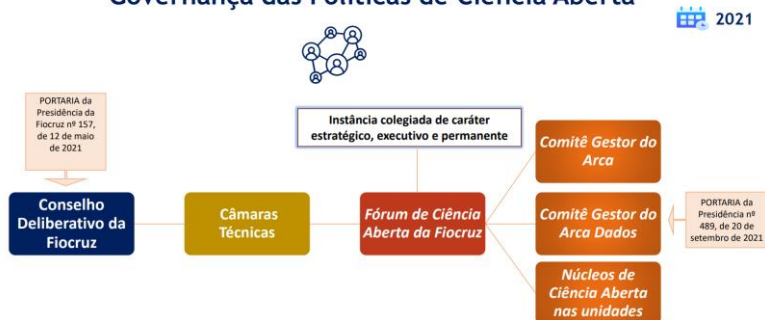 Governança das Políticas de Ciência Aberta
2021
PORTARIA da
Presidência da
Fiocruz nº 157,
de 12 de maio
de 2021
Instância colegiada de caráter
estratégico, executivo e permanente
Conselho
Deliberativo da
Fiocruz
Câmaras
Técnicas
Fórum de Ciência
Aberta da Fiocruz
Comitê Gestor do
Arca
Comitê Gestor do
Arca Dados
PORTARIA da
Presidência nº
489, de 20 de
setembro de 2021
Núcleos de
Ciência Aberta
nas unidades